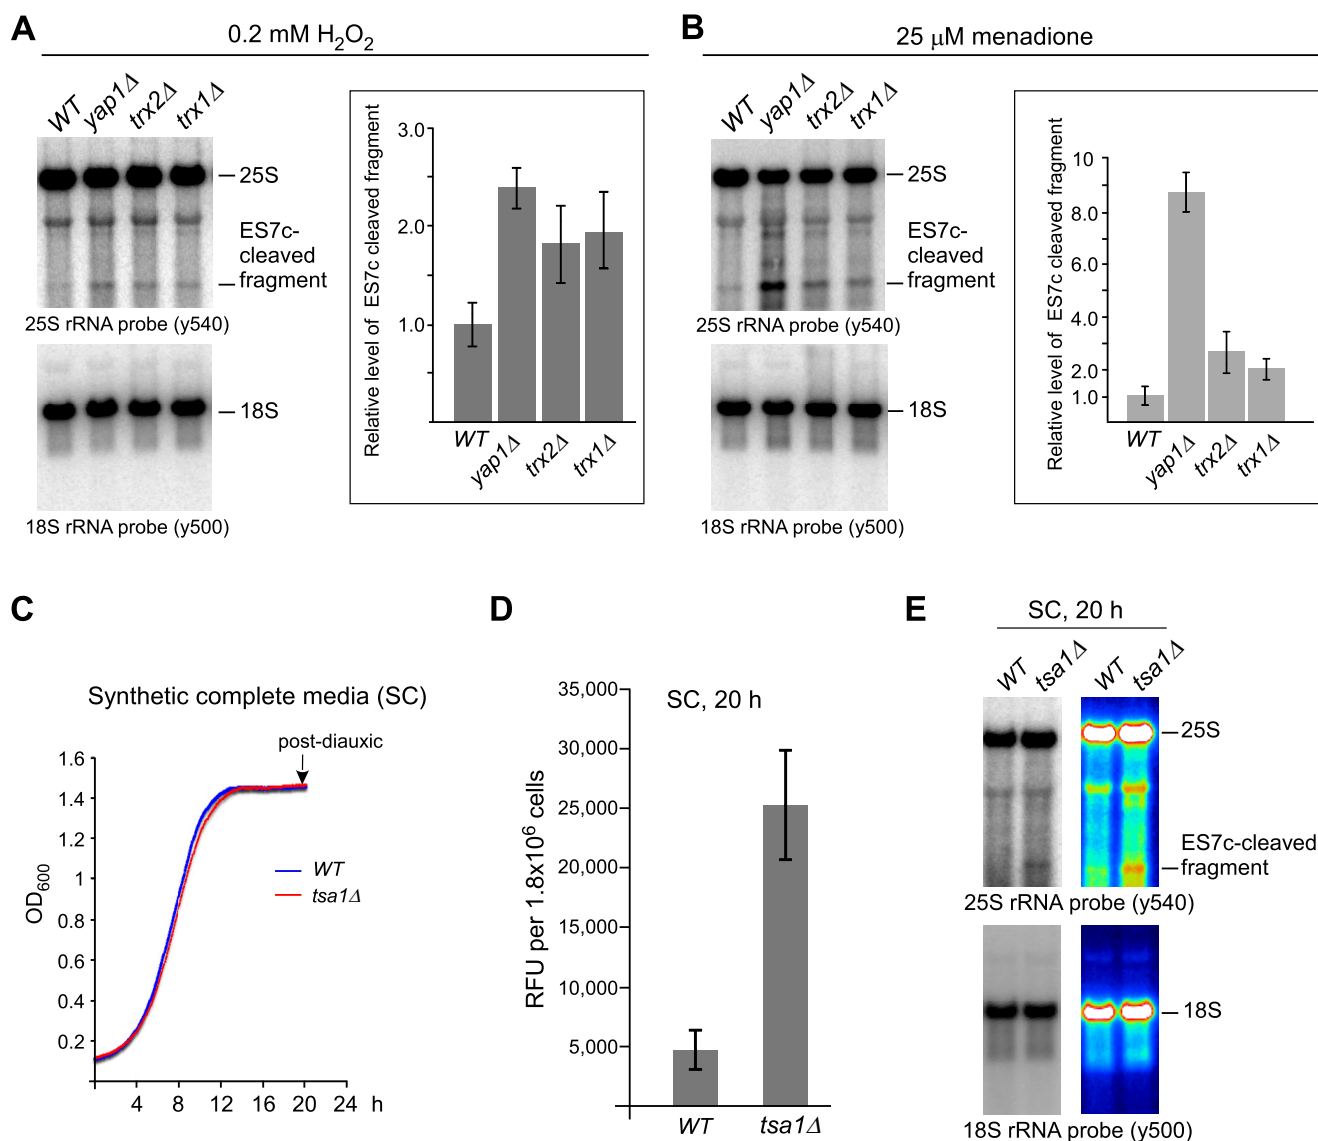 A
0.2 mM H2O2
WT yap1Δ trx2Δ trx1Δ
25S
ES7c-
cleaved
fragment
25S rRNA probe (y540)
18S
18S rRNA probe (y500)
Relative level of ES7c cleaved fragment
3.0
2.0
1.0
WT yap1Δ trx2Δ trx1Δ
B
25 μM menadione
WT yap1Δ trx2Δ trx1Δ
25S
ES7c-
cleaved
fragment
25S rRNA probe (y540)
18S
18S rRNA probe (y500)
Relative level of ES7c cleaved fragment
10
8.0
6.0
4.0
2.0
1.0
WT yap1Δ trx2Δ trx1Δ
C
Synthetic complete media (SC)
post-diauxic
OD600
1.6
1.4
1.2
1
0.8
0.6
0.4
0.2
WT
tsa1Δ
4 8 12 16 20 24 h
D
SC, 20 h
RFU per 1.8x10⁶ cells
35,000
30,000
25,000
20,000
15,000
10,000
5,000
WT tsa1Δ
E
SC, 20 h
WT tsa1Δ WT tsa1Δ
25S
ES7c-cleaved
fragment
25S rRNA probe (y540)
18S
18S rRNA probe (y500)